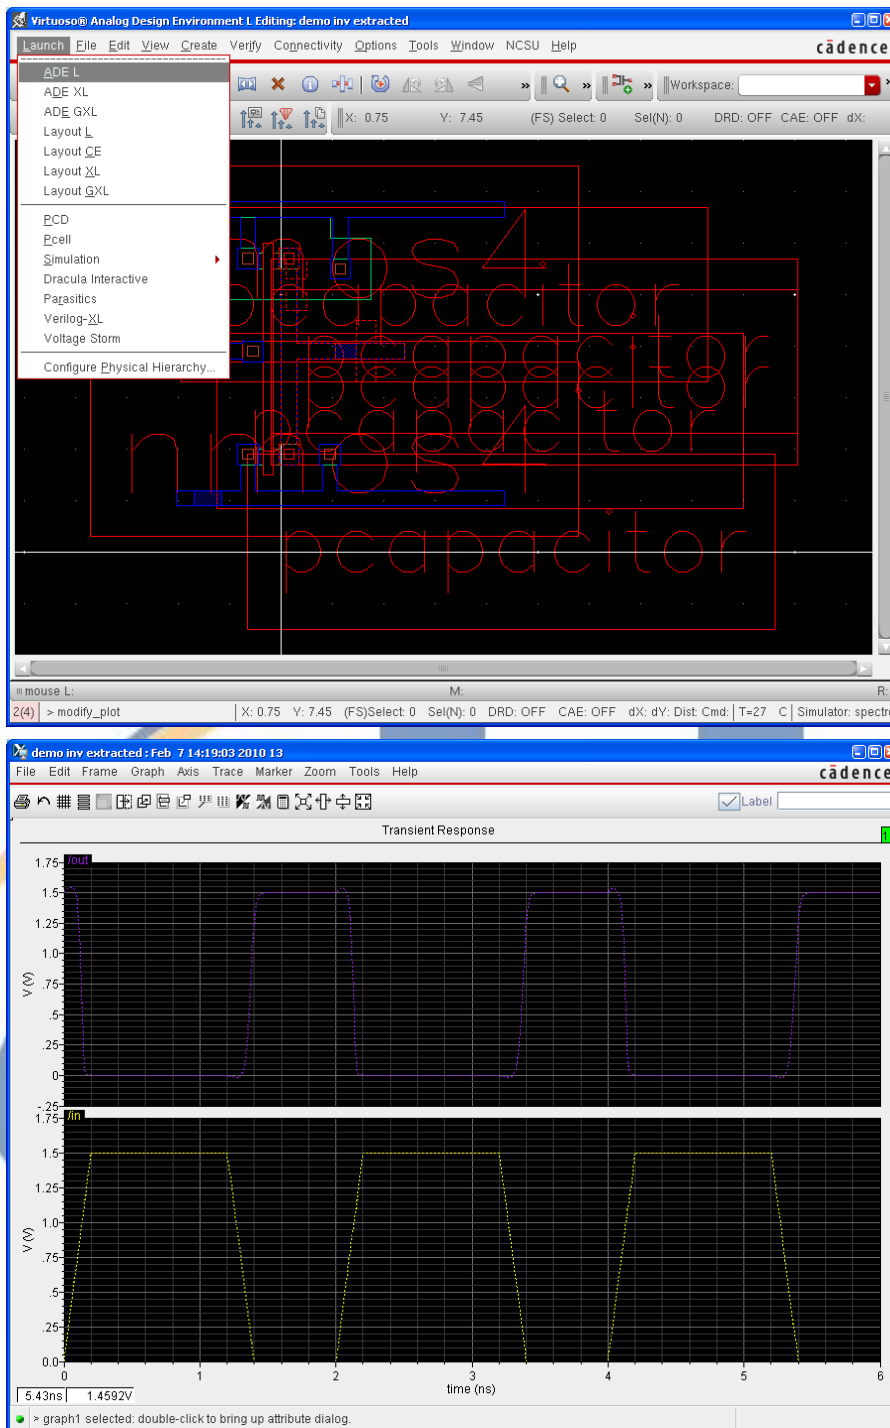 Virtuoso® Analog Design Environment L Editing: demo inv extracted
Launch File Edit View Create Verify Connectivity Options Tools Window NCSU Help
cādence
ADE L
ADE XL
ADE GXL
Layout L
Layout CE
Layout XL
Layout GXL
PCD
Pcell
Simulation
Dracula Interactive
Parasitics
Verilog-XL
Voltage Storm
Configure Physical Hierarchy...
» » » Workspace: »
X: 0.75 Y: 7.45 (FS) Select: 0 Sel(N): 0 DRD: OFF CAE: OFF dX:
os4
pcapacitor
pcapacitor
pcapacitor
pcapacitor
nmos4
pcapacitor
mouse L: M: R:
2(4) > modify_plot X: 0.75 Y: 7.45 (FS)Select: 0 Sel(N): 0 DRD: OFF CAE: OFF dX: dY: Dist: Cmd: T=27 C Simulator: spectre
demo inv extracted : Feb 7 14:19:03 2010 13
File Edit Frame Graph Axis Trace Marker Zoom Tools Help
cādence
Label
Transient Response
1
/out
1.75
1.5
1.25
1.0
.75
.5
.25
0
-.25
V (V)
/in
1.75
1.5
1.25
1.0
.75
.5
.25
0.0
V (V)
0 1 2 3 4 5 6
time (ns)
5.43ns 1.4592V
> graph1 selected: double-click to bring up attribute dialog.